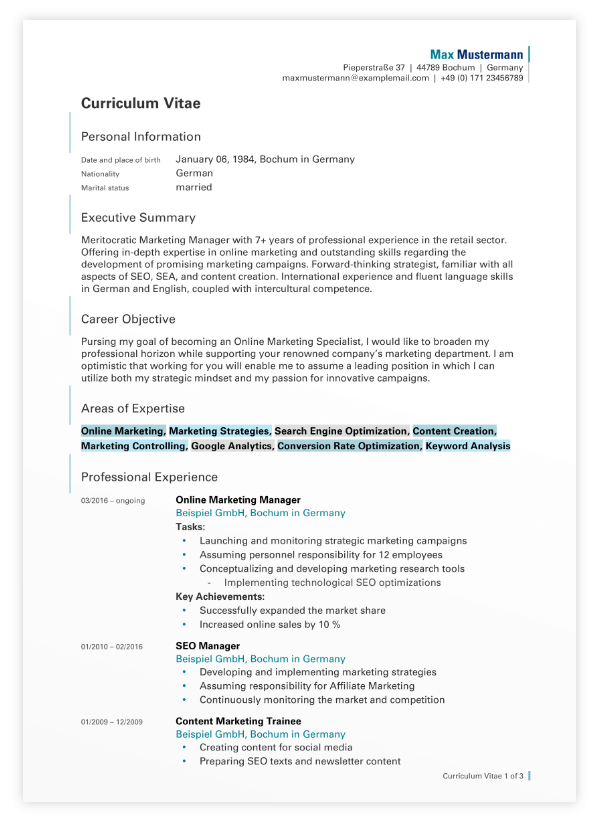 Max Mustermann
Pieperstraße 37 | 44789 Bochum | Germany
maxmustermann@examplemail.com | +49 (0) 171 23456789
Curriculum Vitae
Personal Information
Date and place of birth January 06, 1984, Bochum in Germany
Nationality German
Marital status married
Executive Summary
Meritocratic Marketing Manager with 7+ years of professional experience in the retail sector.
Offering in-depth expertise in online marketing and outstanding skills regarding the
development of promising marketing campaigns. Forward-thinking strategist, familiar with all
aspects of SEO, SEA, and content creation. International experience and fluent language skills
in German and English, coupled with intercultural competence.
Career Objective
Pursing my goal of becoming an Online Marketing Specialist, I would like to broaden my
professional horizon while supporting your renowned company's marketing department. I am
optimistic that working for you will enable me to assume a leading position in which I can
utilize both my strategic mindset and my passion for innovative campaigns.
Areas of Expertise
Online Marketing, Marketing Strategies, Search Engine Optimization, Content Creation,
Marketing Controlling, Google Analytics, Conversion Rate Optimization, Keyword Analysis
Professional Experience
03/2016 – ongoing Online Marketing Manager
Beispiel GmbH, Bochum in Germany
Tasks:
• Launching and monitoring strategic marketing campaigns
• Assuming personnel responsibility for 12 employees
• Conceptualizing and developing marketing research tools
- Implementing technological SEO optimizations
Key Achievements:
• Successfully expanded the market share
• Increased online sales by 10 %
01/2010 – 02/2016 SEO Manager
Beispiel GmbH, Bochum in Germany
• Developing and implementing marketing strategies
• Assuming responsibility for Affiliate Marketing
• Continuously monitoring the market and competition
01/2009 – 12/2009 Content Marketing Trainee
Beispiel GmbH, Bochum in Germany
• Creating content for social media
• Preparing SEO texts and newsletter content
Curriculum Vitae 1 of 3